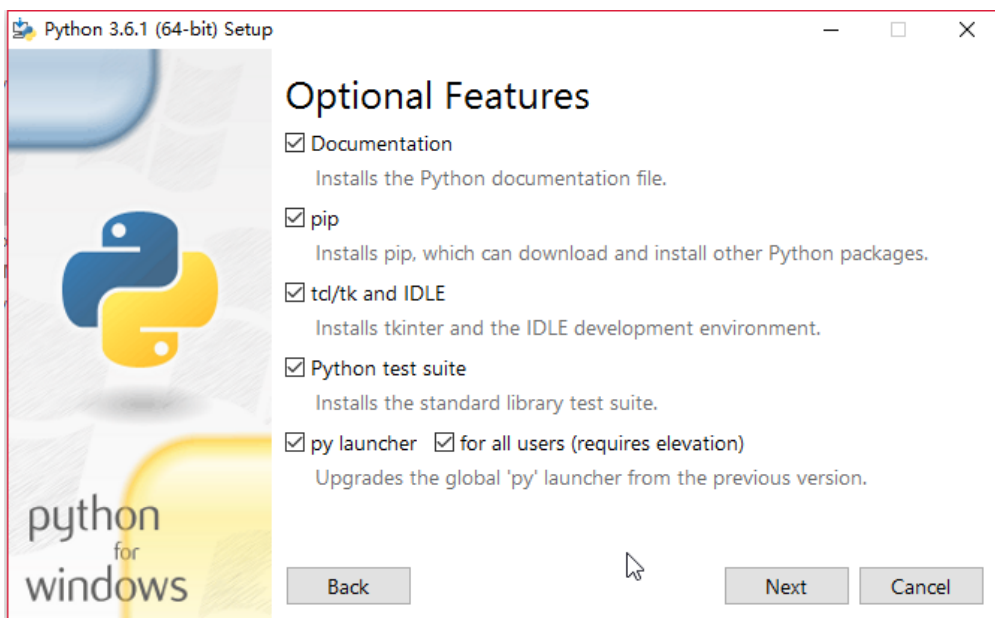 Python 3.6.1 (64-bit) Setup
Optional Features
Documentation
Installs the Python documentation file.
pip
Installs pip, which can download and install other Python packages.
tcl/tk and IDLE
Installs tkinter and the IDLE development environment.
Python test suite
Installs the standard library test suite.
py launcher for all users (requires elevation)
Upgrades the global 'py' launcher from the previous version.
python
for
windows
Back Next Cancel